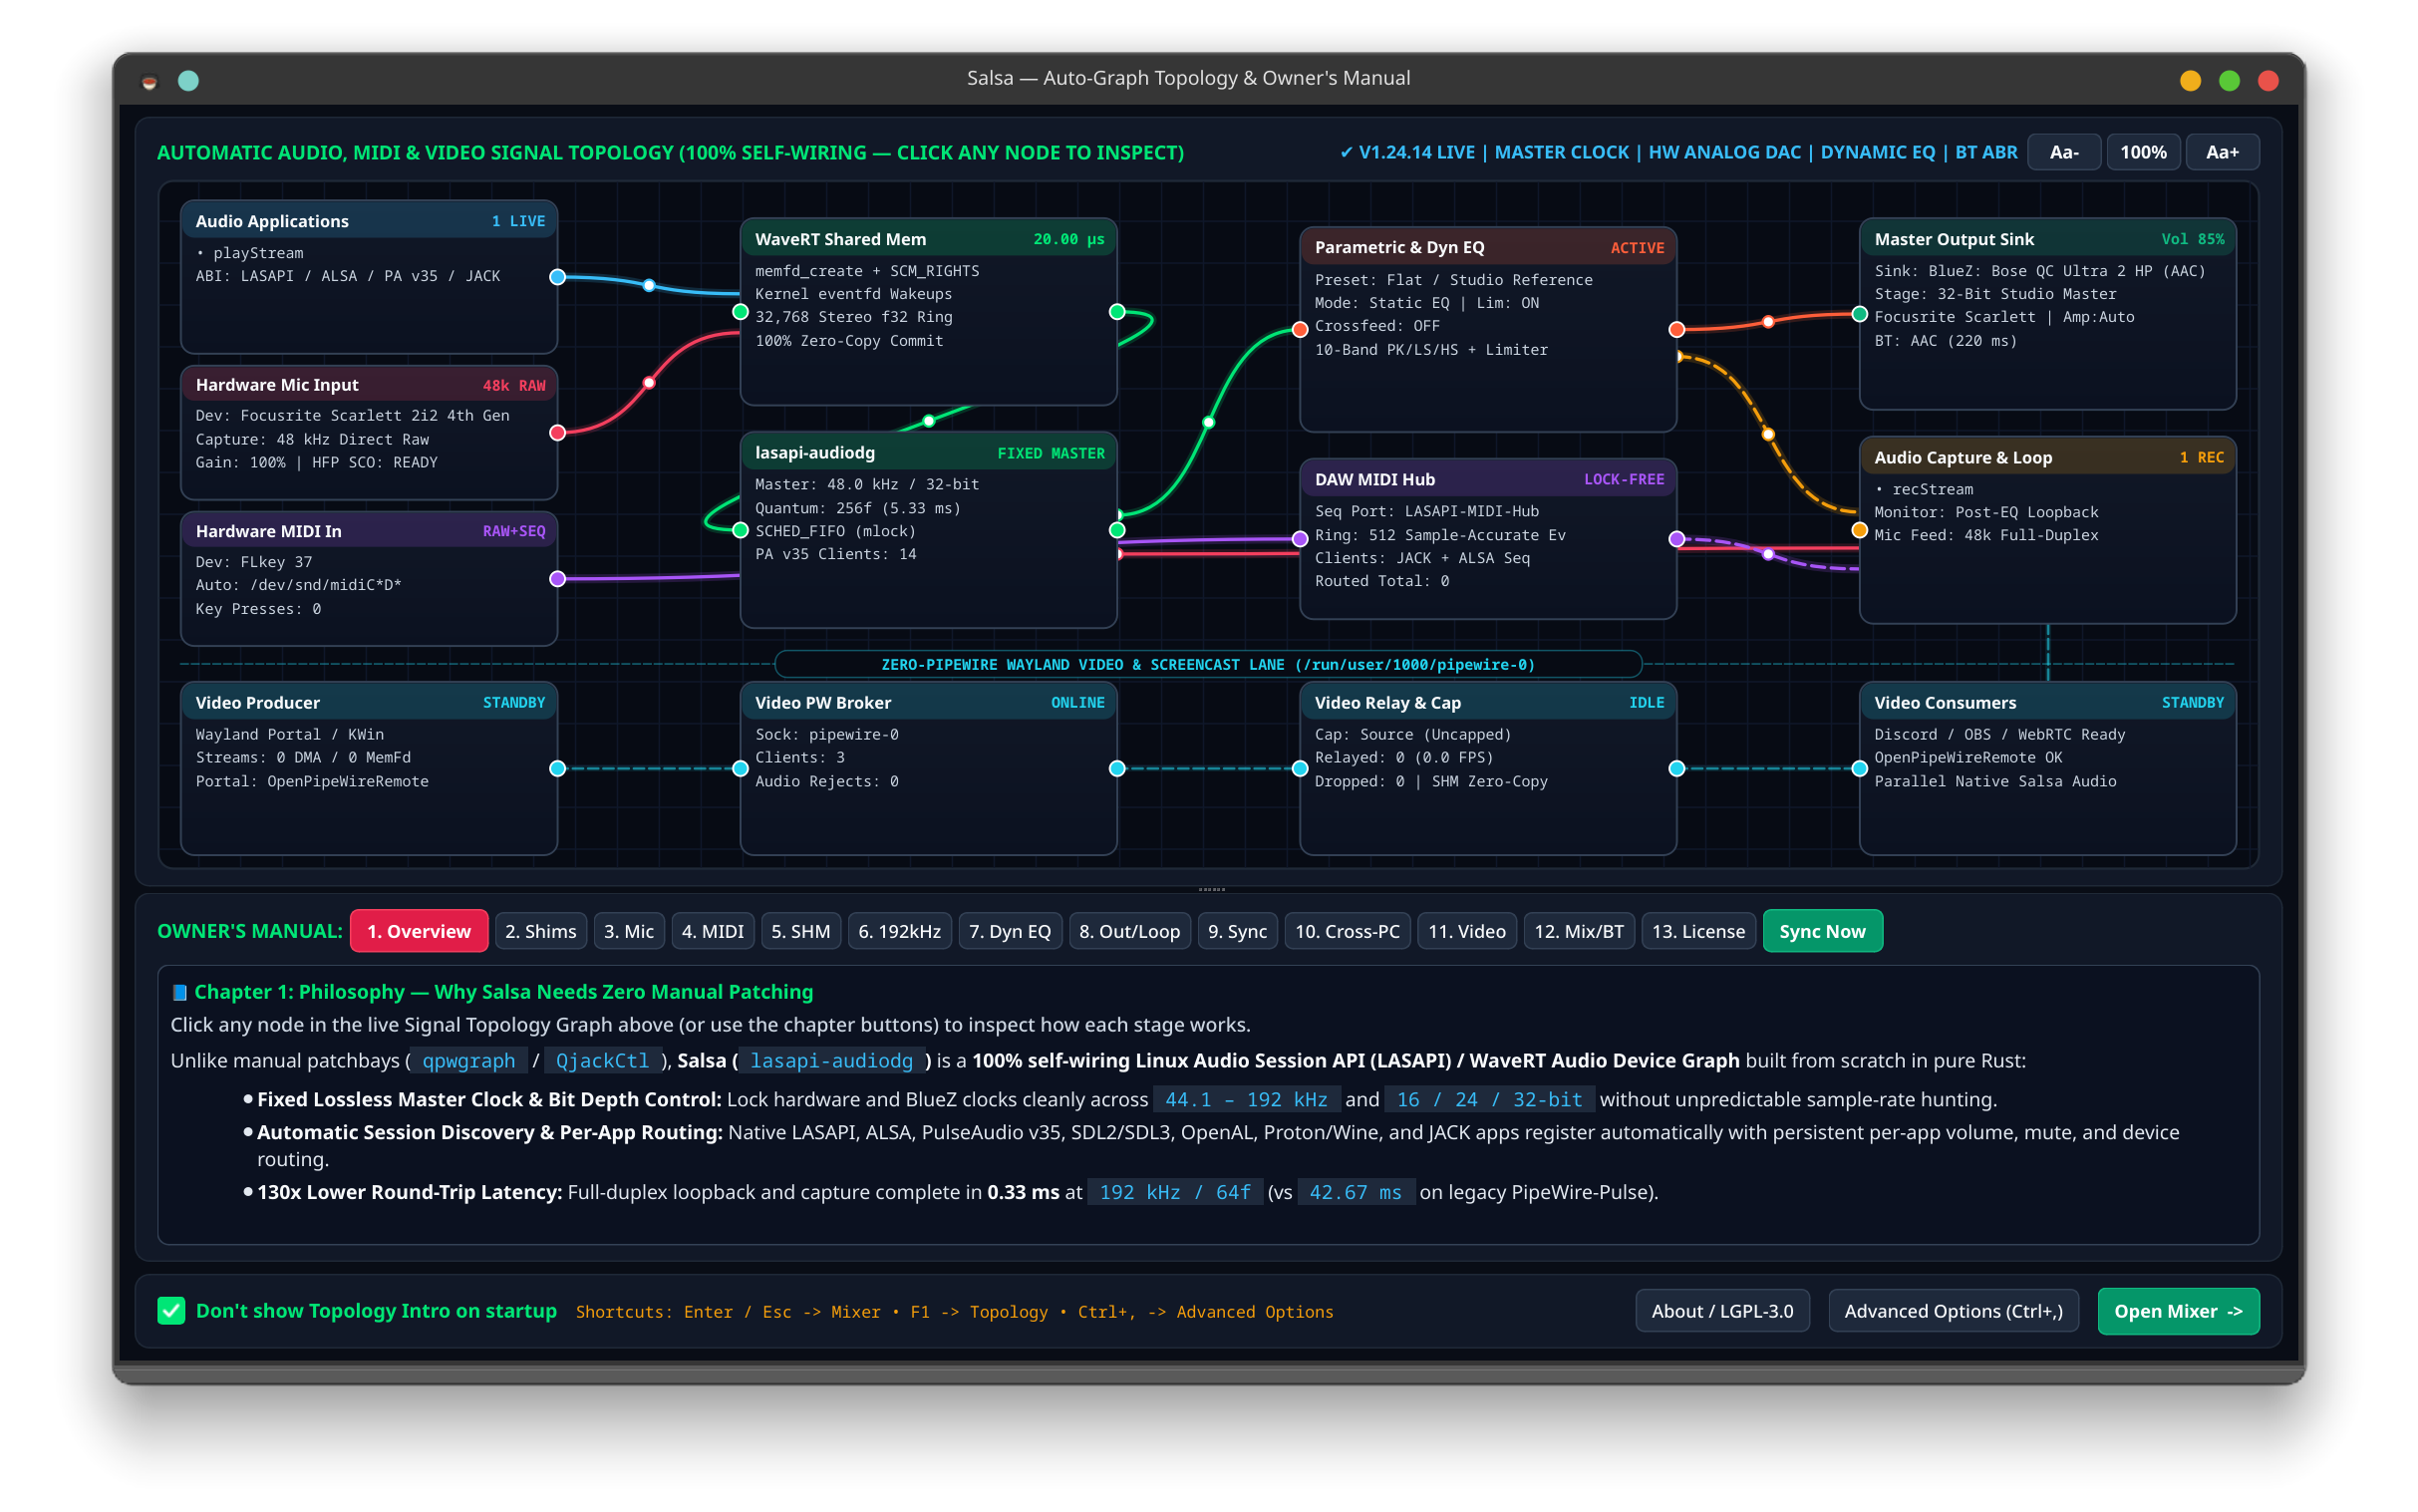 Salsa — Auto-Graph Topology & Owner's Manual
AUTOMATIC AUDIO, MIDI & VIDEO SIGNAL TOPOLOGY (100% SELF-WIRING — CLICK ANY NODE TO INSPECT)
✔ V1.24.14 LIVE | MASTER CLOCK | HW ANALOG DAC | DYNAMIC EQ | BT ABR
Aa-
100%
Aa+
Audio Applications 1 LIVE
• playStream
ABI: LASAPI / ALSA / PA v35 / JACK
Hardware Mic Input 48k RAW
Dev: Focusrite Scarlett 2i2 4th Gen
Capture: 48 kHz Direct Raw
Gain: 100% | HFP SCO: READY
Hardware MIDI In RAW+SEQ
Dev: FLkey 37
Auto: /dev/snd/midiC*D*
Key Presses: 0
WaveRT Shared Mem 20.00 µs
memfd_create + SCM_RIGHTS
Kernel eventfd Wakeups
32,768 Stereo f32 Ring
100% Zero-Copy Commit
lasapi-audiodg FIXED MASTER
Master: 48.0 kHz / 32-bit
Quantum: 256f (5.33 ms)
SCHED_FIFO (mlock)
PA v35 Clients: 14
Parametric & Dyn EQ ACTIVE
Preset: Flat / Studio Reference
Mode: Static EQ | Lim: ON
Crossfeed: OFF
10-Band PK/LS/HS + Limiter
DAW MIDI Hub LOCK-FREE
Seq Port: LASAPI-MIDI-Hub
Ring: 512 Sample-Accurate Ev
Clients: JACK + ALSA Seq
Routed Total: 0
Master Output Sink Vol 85%
Sink: BlueZ: Bose QC Ultra 2 HP (AAC)
Stage: 32-Bit Studio Master
Focusrite Scarlett | Amp:Auto
BT: AAC (220 ms)
Audio Capture & Loop 1 REC
• recStream
Monitor: Post-EQ Loopback
Mic Feed: 48k Full-Duplex
ZERO-PIPEWIRE WAYLAND VIDEO & SCREENCAST LANE (/run/user/1000/pipewire-0)
Video Producer STANDBY
Wayland Portal / KWin
Streams: 0 DMA / 0 MemFd
Portal: OpenPipeWireRemote
Video PW Broker ONLINE
Sock: pipewire-0
Clients: 3
Audio Rejects: 0
Video Relay & Cap IDLE
Cap: Source (Uncapped)
Relayed: 0 (0.0 FPS)
Dropped: 0 | SHM Zero-Copy
Video Consumers STANDBY
Discord / OBS / WebRTC Ready
OpenPipeWireRemote OK
Parallel Native Salsa Audio
OWNER'S MANUAL: 1. Overview 2. Shims 3. Mic 4. MIDI 5. SHM 6. 192kHz 7. Dyn EQ 8. Out/Loop 9. Sync 10. Cross-PC 11. Video 12. Mix/BT 13. License Sync Now
📘 Chapter 1: Philosophy — Why Salsa Needs Zero Manual Patching
Click any node in the live Signal Topology Graph above (or use the chapter buttons) to inspect how each stage works.
Unlike manual patchbays ( qpwgraph / QjackCtl ), Salsa ( lasapi-audiodg ) is a 100% self-wiring Linux Audio Session API (LASAPI) / WaveRT Audio Device Graph built from scratch in pure Rust:
• Fixed Lossless Master Clock & Bit Depth Control: Lock hardware and BlueZ clocks cleanly across 44.1 – 192 kHz and 16 / 24 / 32-bit without unpredictable sample-rate hunting.
• Automatic Session Discovery & Per-App Routing: Native LASAPI, ALSA, PulseAudio v35, SDL2/SDL3, OpenAL, Proton/Wine, and JACK apps register automatically with persistent per-app volume, mute, and device
routing.
• 130x Lower Round-Trip Latency: Full-duplex loopback and capture complete in 0.33 ms at 192 kHz / 64f (vs 42.67 ms on legacy PipeWire-Pulse).
Don't show Topology Intro on startup
Shortcuts: Enter / Esc -> Mixer • F1 -> Topology • Ctrl+, -> Advanced Options
About / LGPL-3.0
Advanced Options (Ctrl+,)
Open Mixer ->